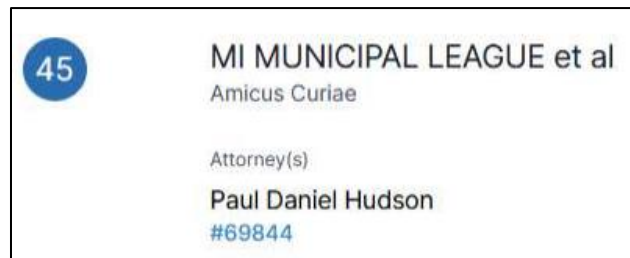 45
MI MUNICIPAL LEAGUE et al
Amicus Curiae
Attorney(s)
Paul Daniel Hudson
#69844